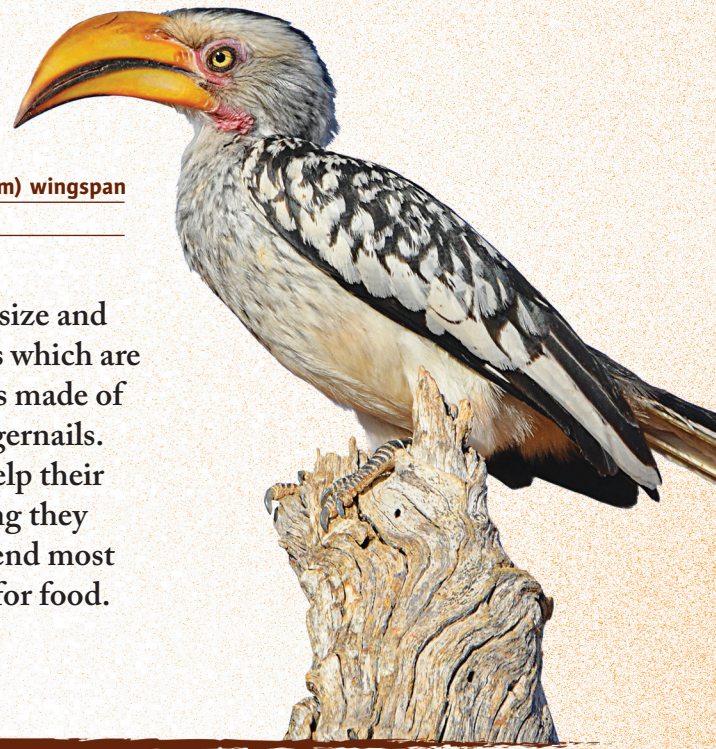 m) wingspan
size and
s which are
s made of
gernails.
elp their
ng they
end most
for food.